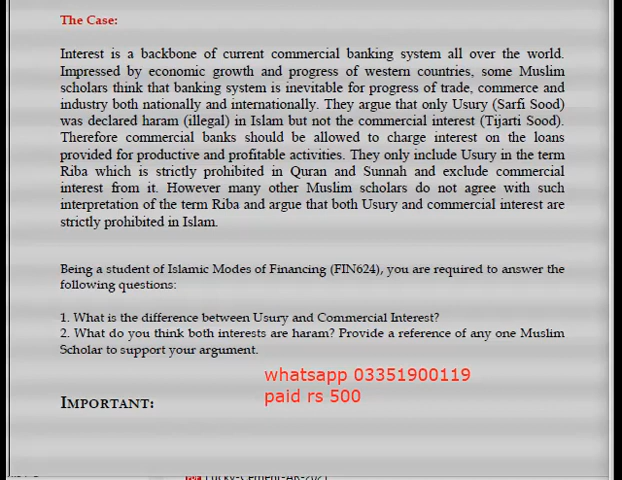 The Case:
Interest is a backbone of current commercial banking system all over the world.
Impressed by economic growth and progress of western countries, some Muslim
scholars think that banking system is inevitable for progress of trade, commerce and
industry both nationally and internationally. They argue that only Usury (Sarfi Sood)
was declared haram (illegal) in Islam but not the commercial interest (Tijarti Sood).
Therefore commercial banks should be allowed to charge interest on the loans
provided for productive and profitable activities. They only include Usury in the term
Riba which is strictly prohibited in Quran and Sunnah and exclude commercial
interest from it. However many other Muslim scholars do not agree with such
interpretation of the term Riba and argue that both Usury and commercial interest are
strictly prohibited in Islam.
Being a student of Islamic Modes of Financing (FIN624), you are required to answer the
following questions:
1. What is the difference between Usury and Commercial Interest?
2. What do you think both interests are haram? Provide a reference of any one Muslim
Scholar to support your argument.
whatsapp 03351900119
paid rs 500
IMPORTANT:
Lucky-Cement-AR-2021